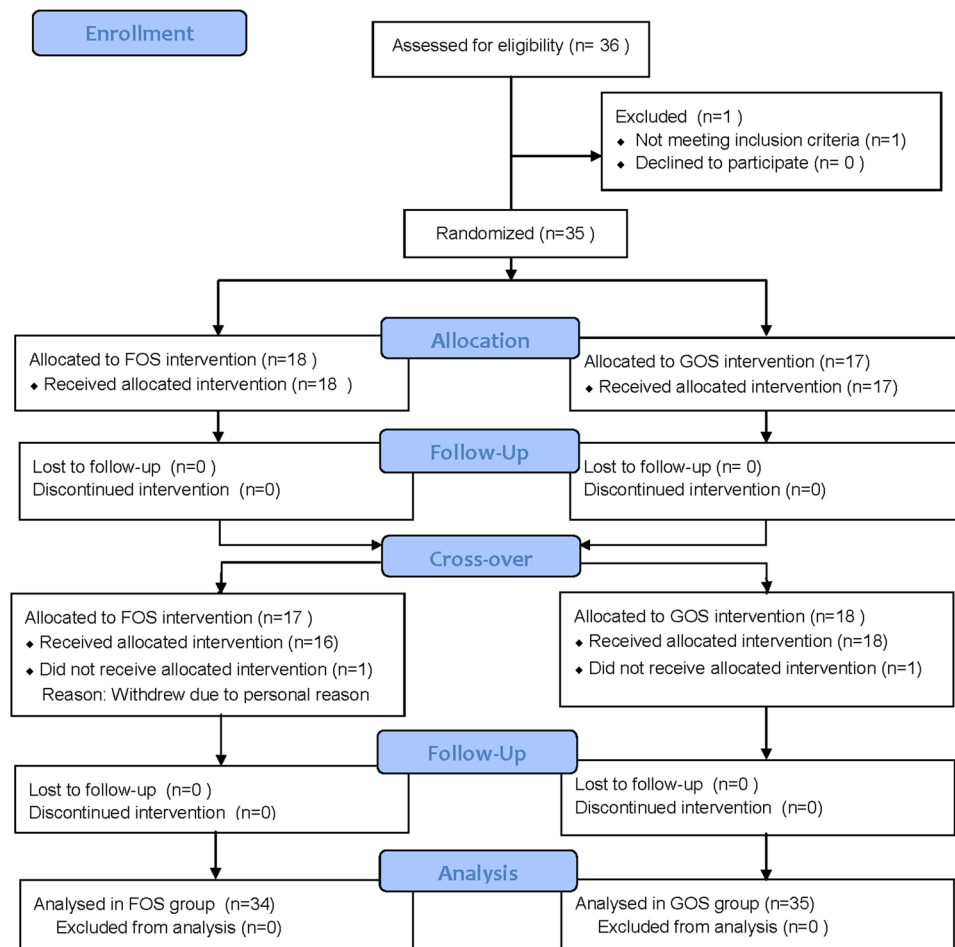 Enrollment
Assessed for eligibility (n= 36 )
Excluded (n=1 )
◆ Not meeting inclusion criteria (n=1)
◆ Declined to participate (n= 0 )
Randomized (n=35 )
Allocation
Allocated to FOS intervention (n=18 )
◆ Received allocated intervention (n=18 )
Allocated to GOS intervention (n=17)
◆ Received allocated intervention (n=17)
Follow-Up
Lost to follow-up (n=0 )
Discontinued intervention (n=0)
Lost to follow-up (n= 0)
Discontinued intervention (n=0)
Cross-over
Allocated to FOS intervention (n=17 )
◆ Received allocated intervention (n=16)
◆ Did not receive allocated intervention (n=1)
Reason: Withdrew due to personal reason
Allocated to GOS intervention (n=18 )
◆ Received allocated intervention (n=18)
◆ Did not receive allocated intervention (n=1)
Follow-Up
Lost to follow-up (n=0 )
Discontinued intervention (n=0)
Lost to follow-up (n=0 )
Discontinued intervention (n=0)
Analysis
Analysed in FOS group (n=34)
Excluded from analysis (n=0)
Analysed in GOS group (n=35)
Excluded from analysis (n=0 )